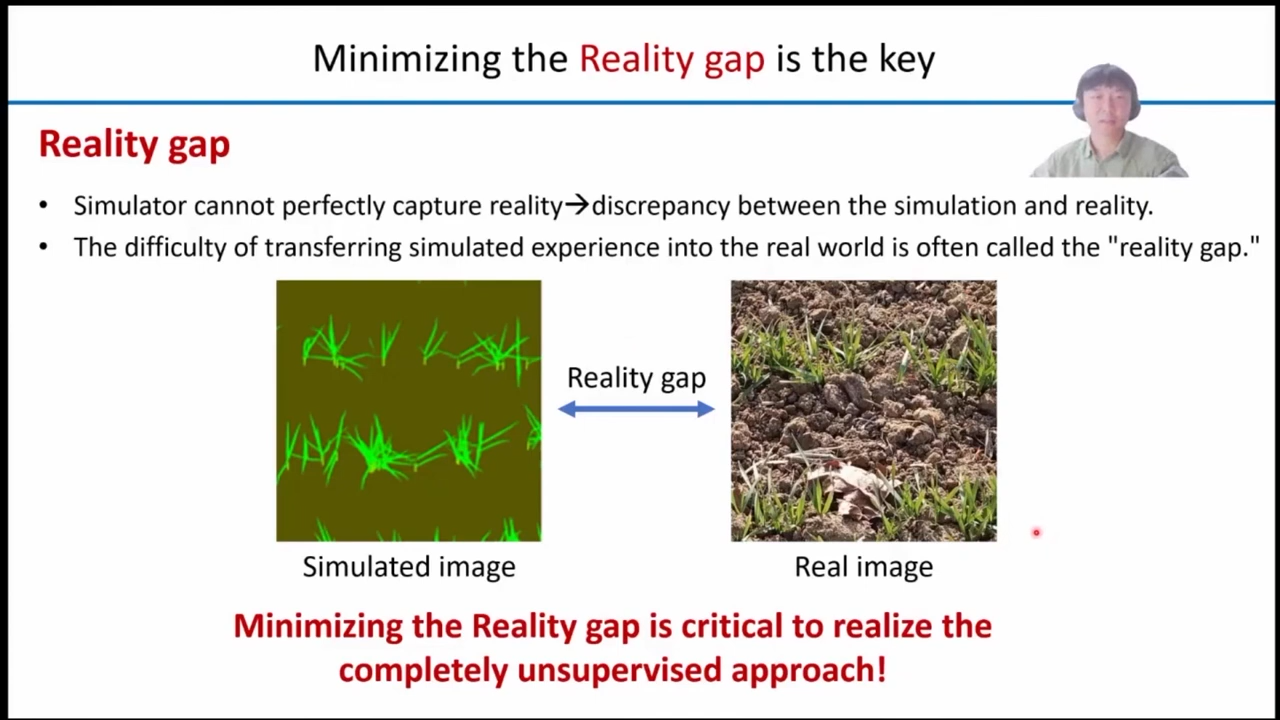 Minimizing the Reality gap is the key
Reality gap
• Simulator cannot perfectly capture reality→discrepancy between the simulation and reality.
• The difficulty of transferring simulated experience into the real world is often called the "reality gap."
Reality gap
Simulated image
Real image
Minimizing the Reality gap is critical to realize the
completely unsupervised approach!